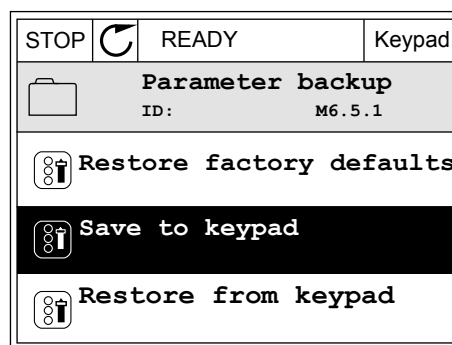 STOP READY Keypad
Parameter backup
ID: M6.5.1
Restore factory defaults
Save to keypad
Restore from keypad